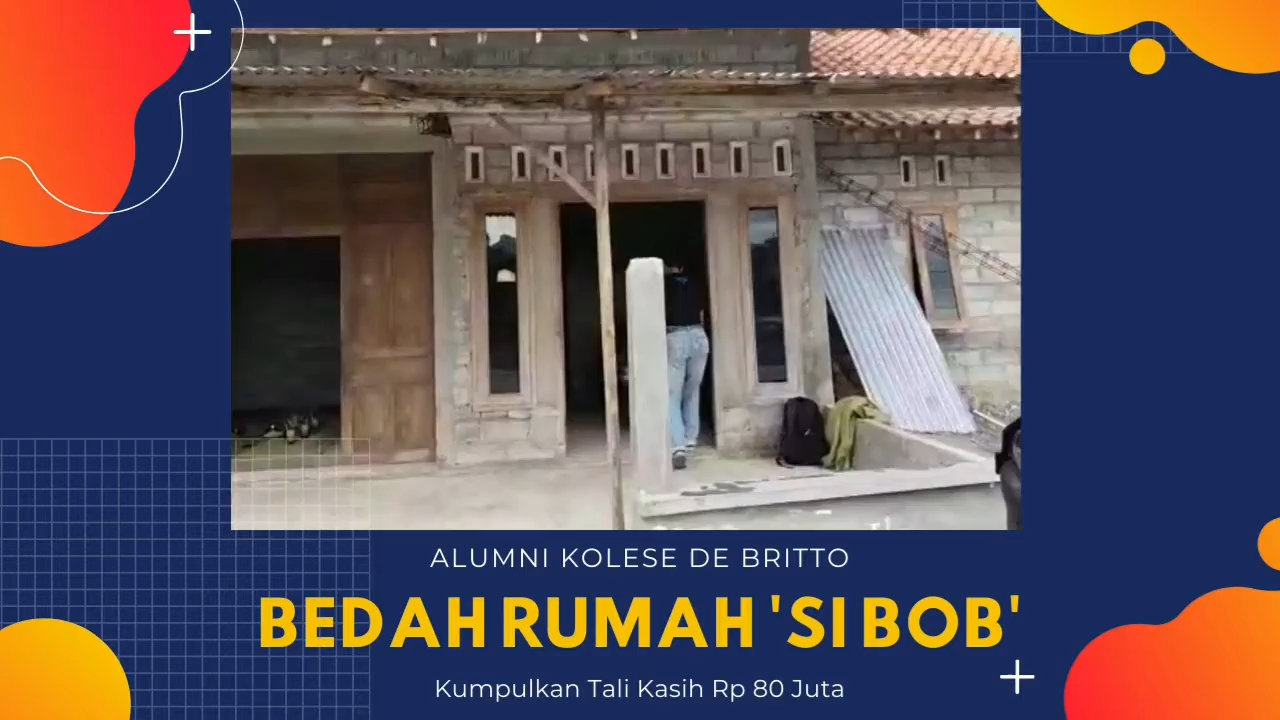 ALUMNI KOLESE DE BRITTO
BEDAH RUMAH 'SI BOB'
Kumpulkan Tali Kasih Rp 80 Juta